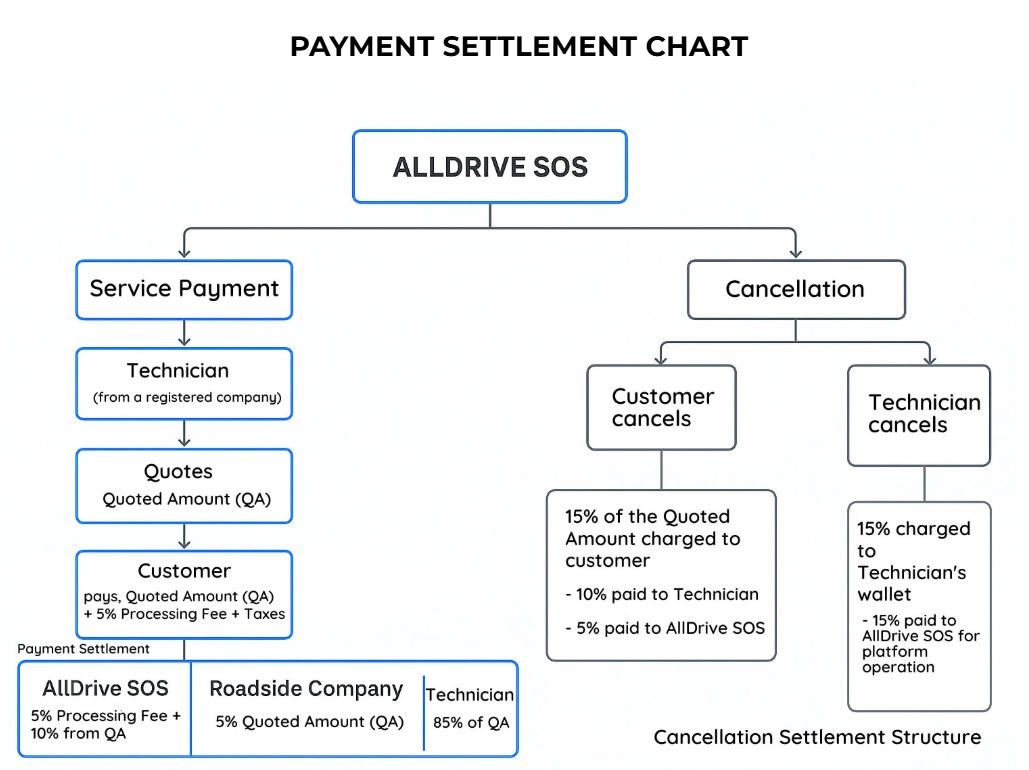 PAYMENT SETTLEMENT CHART
ALLDRIVE SOS
Service Payment
Technician
(from a registered company)
Quotes
Quoted Amount (QA)
Customer
pays, Quoted Amount (QA)
+ 5% Processing Fee + Taxes
Payment Settlement
AllDrive SOS
5% Processing Fee +
10% from QA
Roadside Company
5% Quoted Amount (QA)
Technician
85% of QA
Cancellation
Customer
cancels
15% of the Quoted
Amount charged to
customer
- 10% paid to Technician
- 5% paid to AllDrive SOS
Technician
cancels
15% charged
to
Technician's
wallet
- 15% paid to
AllDrive SOS for
platform
operation
Cancellation Settlement Structure